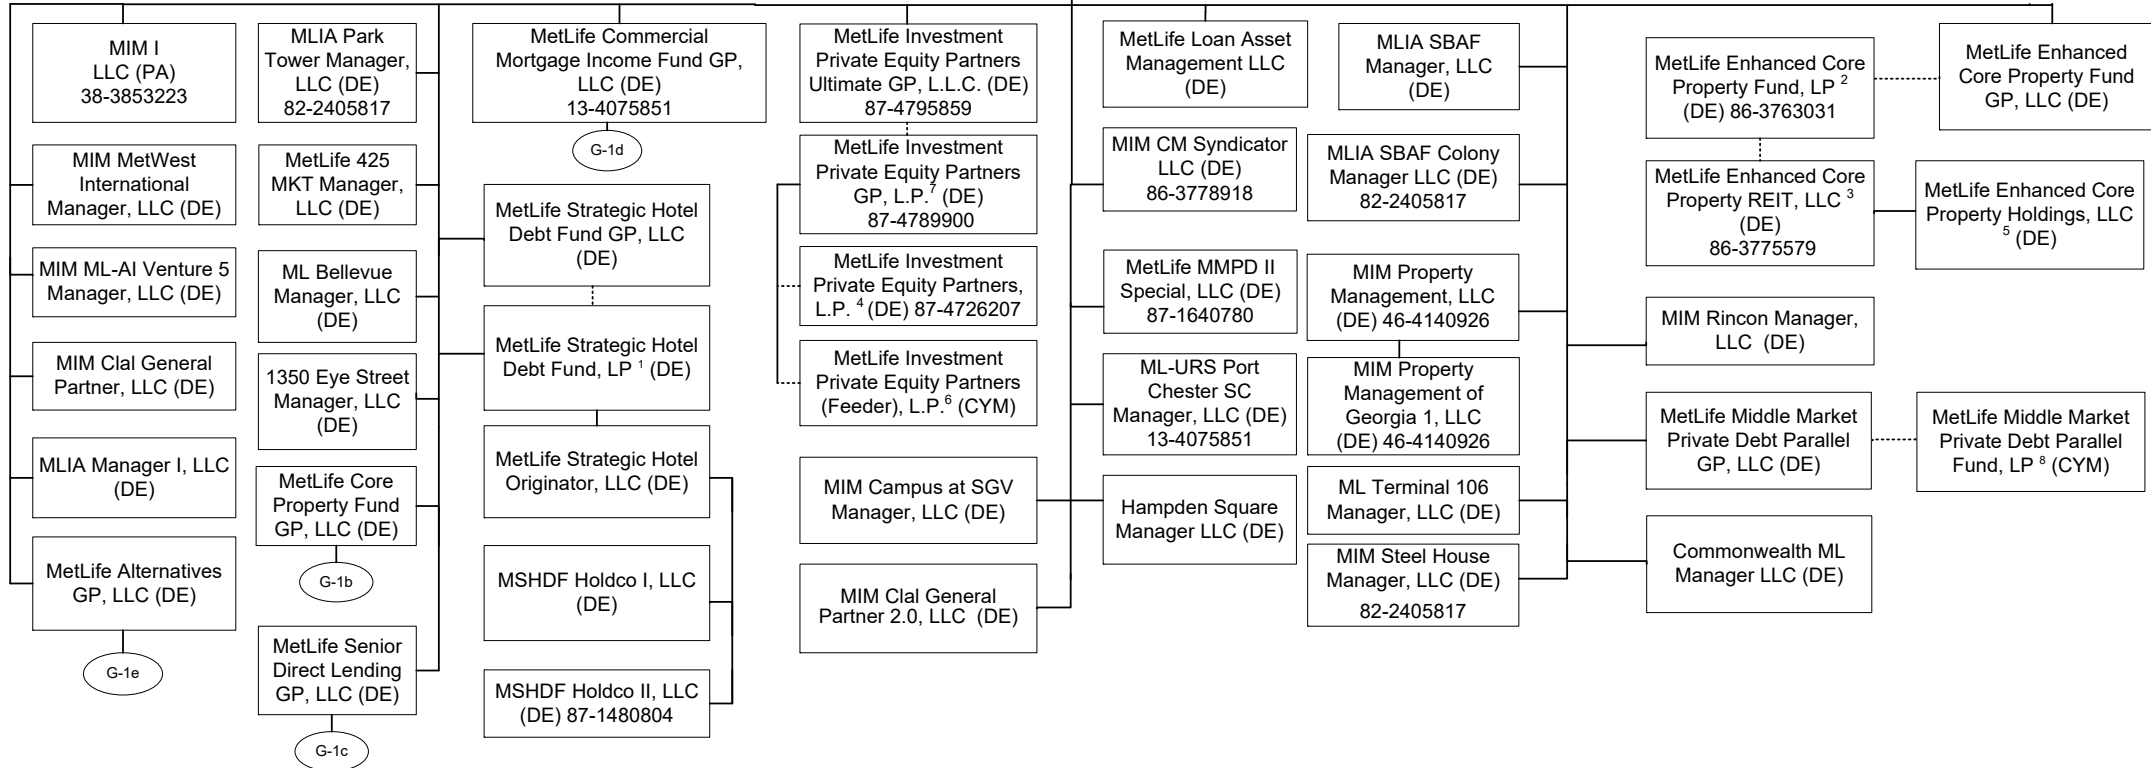 MIM I
LLC (PA)
38-3853223
MIM MetWest
International
Manager, LLC (DE)
MIM ML-AI Venture 5
Manager, LLC (DE)
MIM Clal General
Partner, LLC (DE)
MLIA Manager I, LLC
(DE)
MetLife Alternatives
GP, LLC (DE)
G-1e
MLIA Park
Tower Manager,
LLC (DE)
82-2405817
MetLife 425
MKT Manager,
LLC (DE)
ML Bellevue
Manager, LLC
(DE)
1350 Eye Street
Manager, LLC
(DE)
MetLife Core
Property Fund
GP, LLC (DE)
G-1b
MetLife Senior
Direct Lending
GP, LLC (DE)
G-1c
MetLife Commercial
Mortgage Income Fund GP,
LLC (DE)
13-4075851
G-1d
MetLife Strategic Hotel
Debt Fund GP, LLC
(DE)
MetLife Strategic Hotel
Debt Fund, LP 1 (DE)
MetLife Strategic Hotel
Originator, LLC (DE)
MSHDF Holdco I, LLC
(DE)
MSHDF Holdco II, LLC
(DE) 87-1480804
MetLife Investment
Private Equity Partners
Ultimate GP, L.L.C. (DE)
87-4795859
MetLife Investment
Private Equity Partners
GP, L.P.7 (DE)
87-4789900
MetLife Investment
Private Equity Partners,
L.P. 4 (DE) 87-4726207
MetLife Investment
Private Equity Partners
(Feeder), L.P.6 (CYM)
MIM Campus at SGV
Manager, LLC (DE)
MIM Clal General
Partner 2.0, LLC (DE)
MetLife Loan Asset
Management LLC
(DE)
MIM CM Syndicator
LLC (DE)
86-3778918
MetLife MMPD II
Special, LLC (DE)
87-1640780
ML-URS Port
Chester SC
Manager, LLC (DE)
13-4075851
Hampden Square
Manager LLC (DE)
MLIA SBAF
Manager, LLC
(DE)
MLIA SBAF Colony
Manager LLC (DE)
82-2405817
MIM Property
Management, LLC
(DE) 46-4140926
MIM Property
Management of
Georgia 1, LLC
(DE) 46-4140926
ML Terminal 106
Manager, LLC (DE)
MIM Steel House
Manager, LLC (DE)
82-2405817
MetLife Enhanced Core
Property Fund, LP 2
(DE) 86-3763031
MetLife Enhanced Core
Property REIT, LLC 3
(DE)
86-3775579
MIM Rincon Manager,
LLC (DE)
MetLife Middle Market
Private Debt Parallel
GP, LLC (DE)
Commonwealth ML
Manager LLC (DE)
MetLife Enhanced
Core Property Fund
GP, LLC (DE)
MetLife Enhanced Core
Property Holdings, LLC
5 (DE)
MetLife Middle Market
Private Debt Parallel
Fund, LP 8 (CYM)